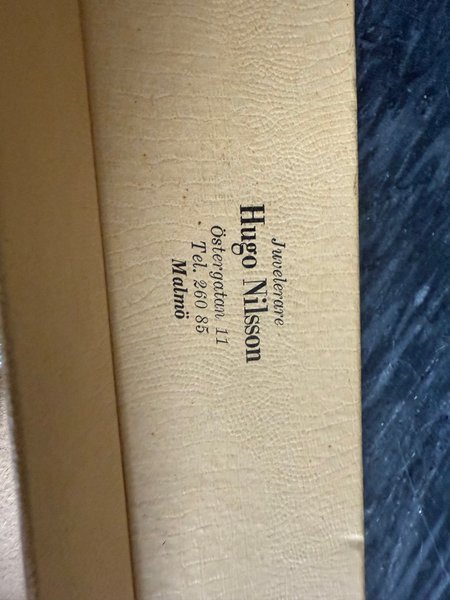 Juvelerare
Hugo Nilsson
Östergatan 11
Tel. 260 85
Malmö